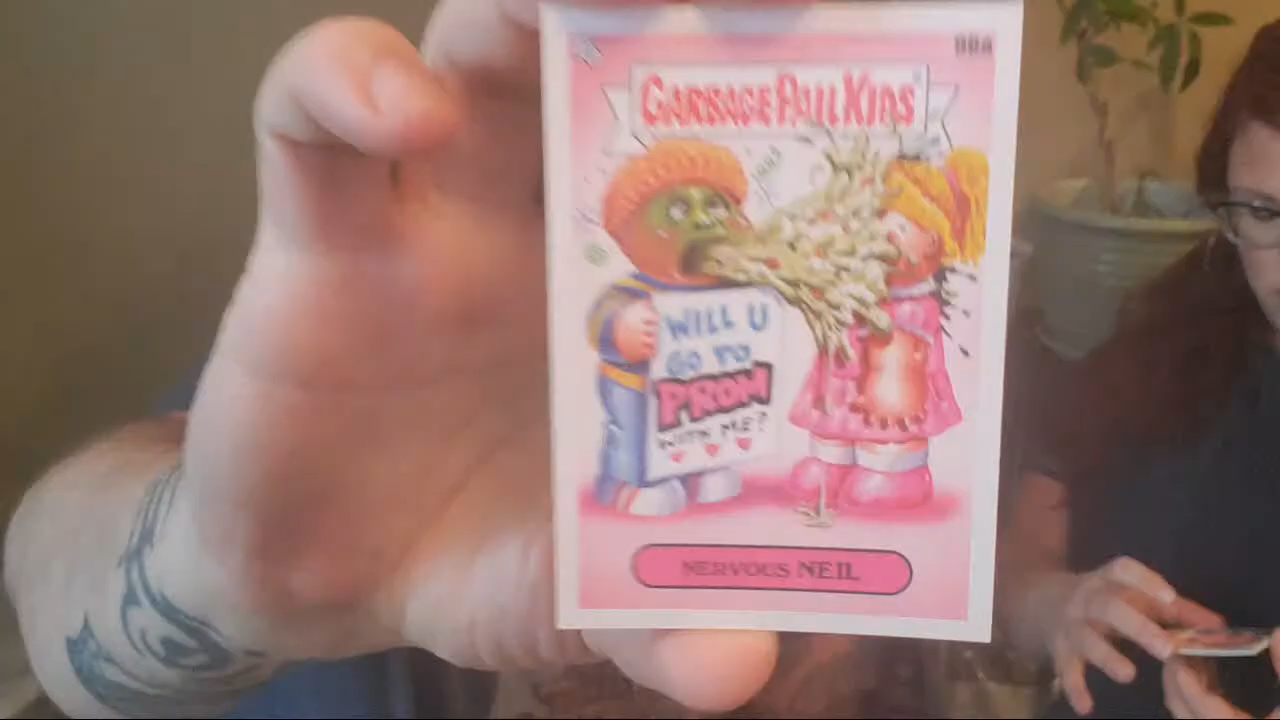 GARBAGE PAIL KIDS
WILL U
GO TO
PROM
WITH ME?
NERVOUS NEIL